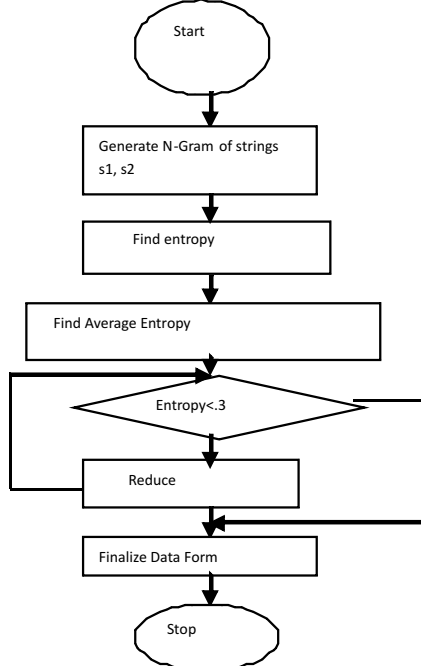 Start
Generate N-Gram of strings
s1, s2
Find entropy
Find Average Entropy
Entropy<.3
Reduce
Finalize Data Form
Stop